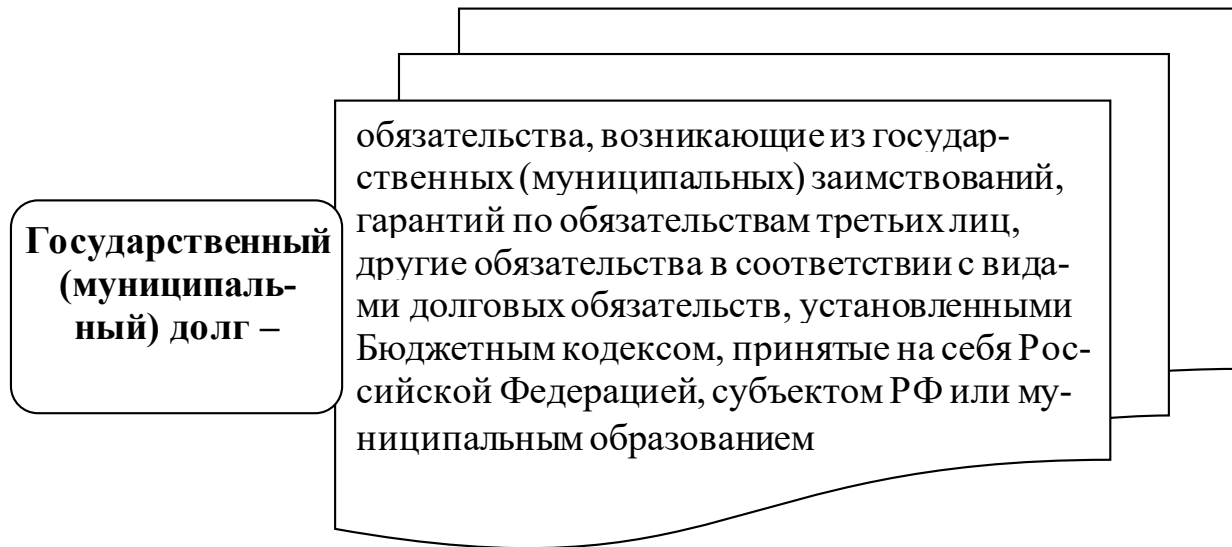 Государственный
(муниципаль-
ный) долг –
обязательства, возникающие из государ-
ственных (муниципальных) заимствований,
гарантий по обязательствам третьих лиц,
другие обязательства в соответствии с вида-
ми долговых обязательств, установленными
Бюджетным кодексом, принятые на себя Рос-
сийской Федерацией, субъектом РФ или му-
ниципальным образованием